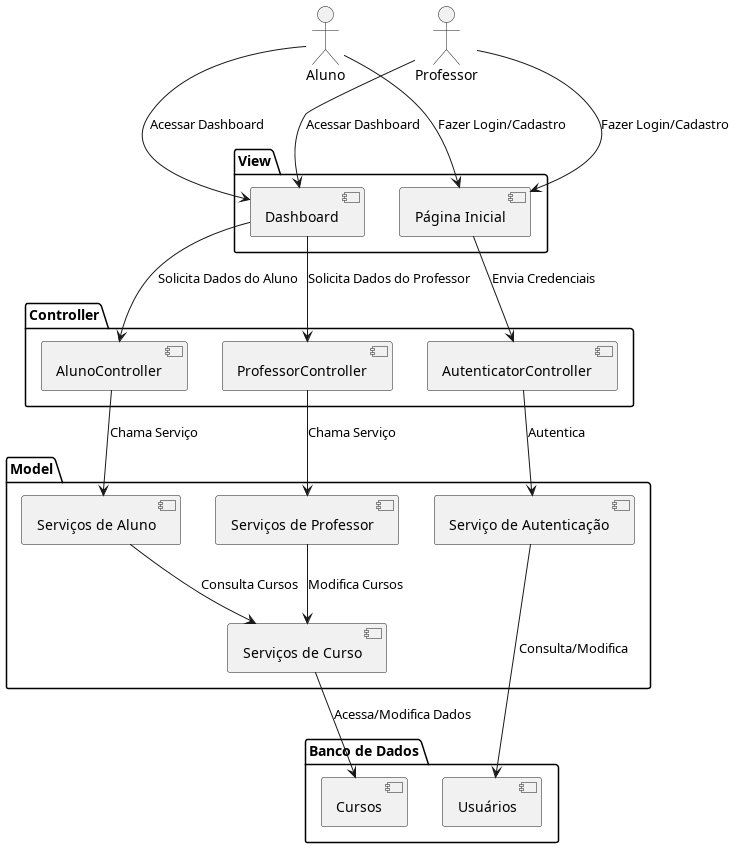 Aluno
Professor
Acessar Dashboard
Acessar Dashboard
Fazer Login/Cadastro
Fazer Login/Cadastro
View
Dashboard
Página Inicial
Solicita Dados do Aluno
Solicita Dados do Professor
Envia Credenciais
Controller
AlunoController
ProfessorController
AutenticatorController
Chama Serviço
Chama Serviço
Autentica
Model
Serviços de Aluno
Serviços de Professor
Serviço de Autenticação
Consulta Cursos
Modifica Cursos
Serviços de Curso
Consulta/Modifica
Acessa/Modifica Dados
Banco de Dados
Cursos
Usuários